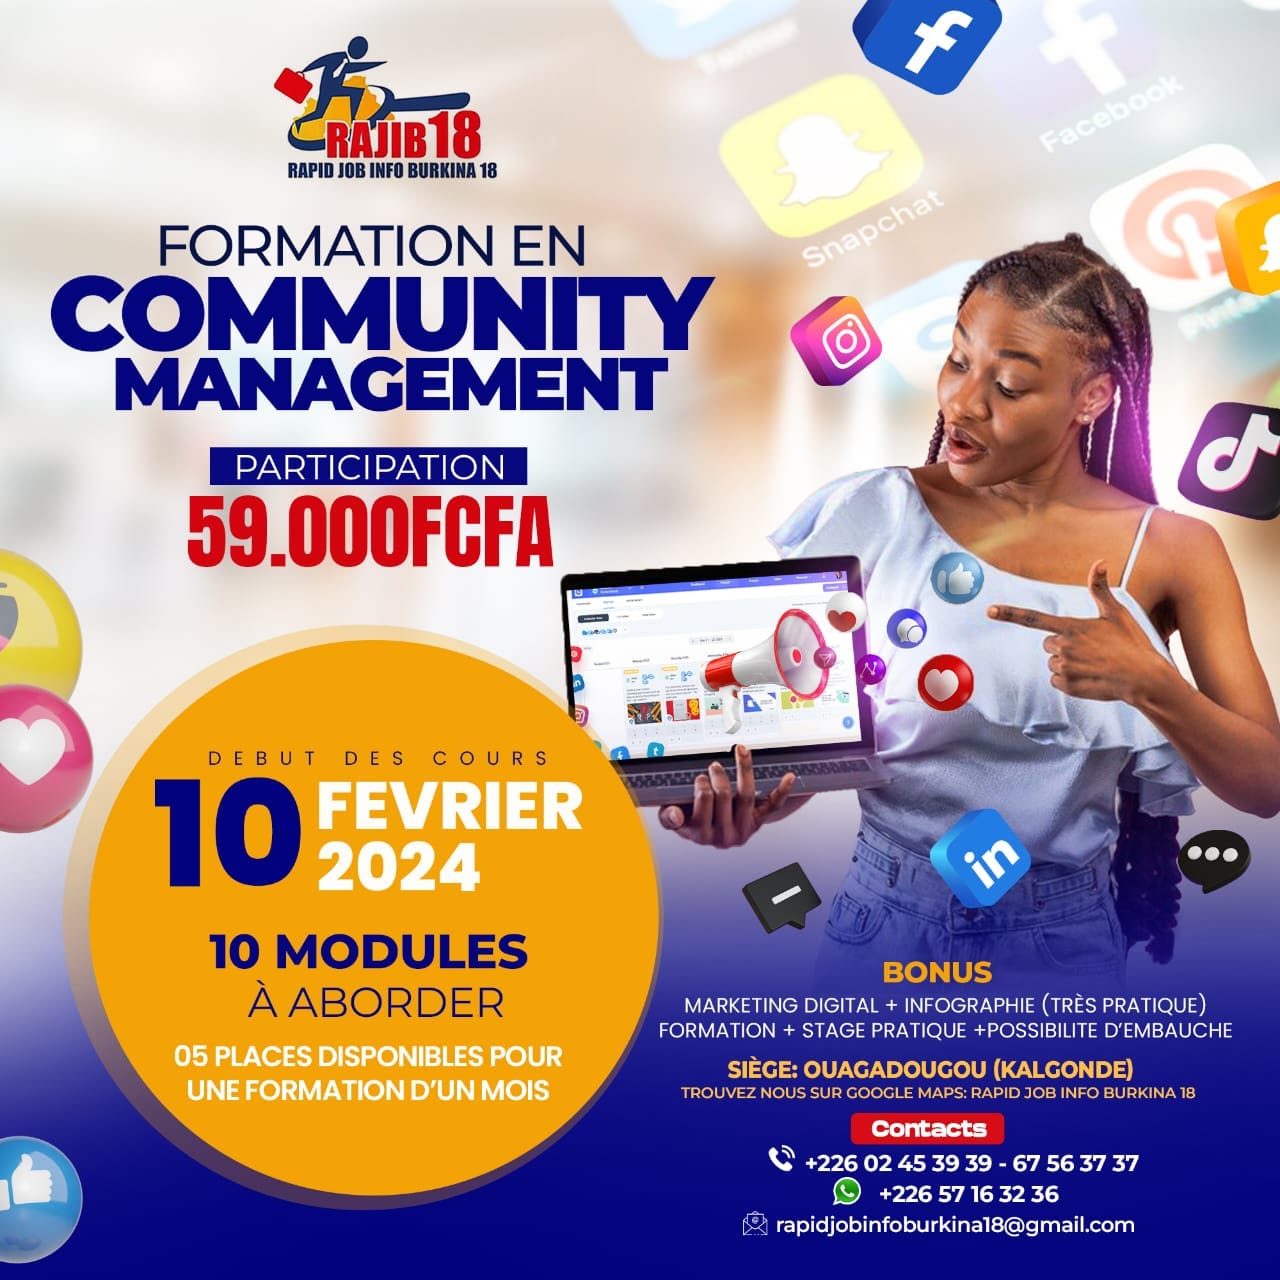 RAJIB18
RAPID JOB INFO BURKINA 18
FORMATION EN
COMMUNITY
MANAGEMENT
PARTICIPATION
59.000FCFA
Snapchat
Facebook
DEBUT DES COURS
10 FEVRIER
2024
10 MODULES
À ABORDER
05 PLACES DISPONIBLES POUR
UNE FORMATION D'UN MOIS
BONUS
MARKETING DIGITAL + INFOGRAPHIE (TRÈS PRATIQUE)
FORMATION + STAGE PRATIQUE +POSSIBILITE D'EMBAUCHE
SIÈGE: OUAGADOUGOU (KALGONDE)
TROUVEZ NOUS SUR GOOGLE MAPS: RAPID JOB INFO BURKINA 18
Contacts
+226 02 45 39 39 - 67 56 37 37
+226 57 16 32 36
rapidjobinfoburkina18@gmail.com